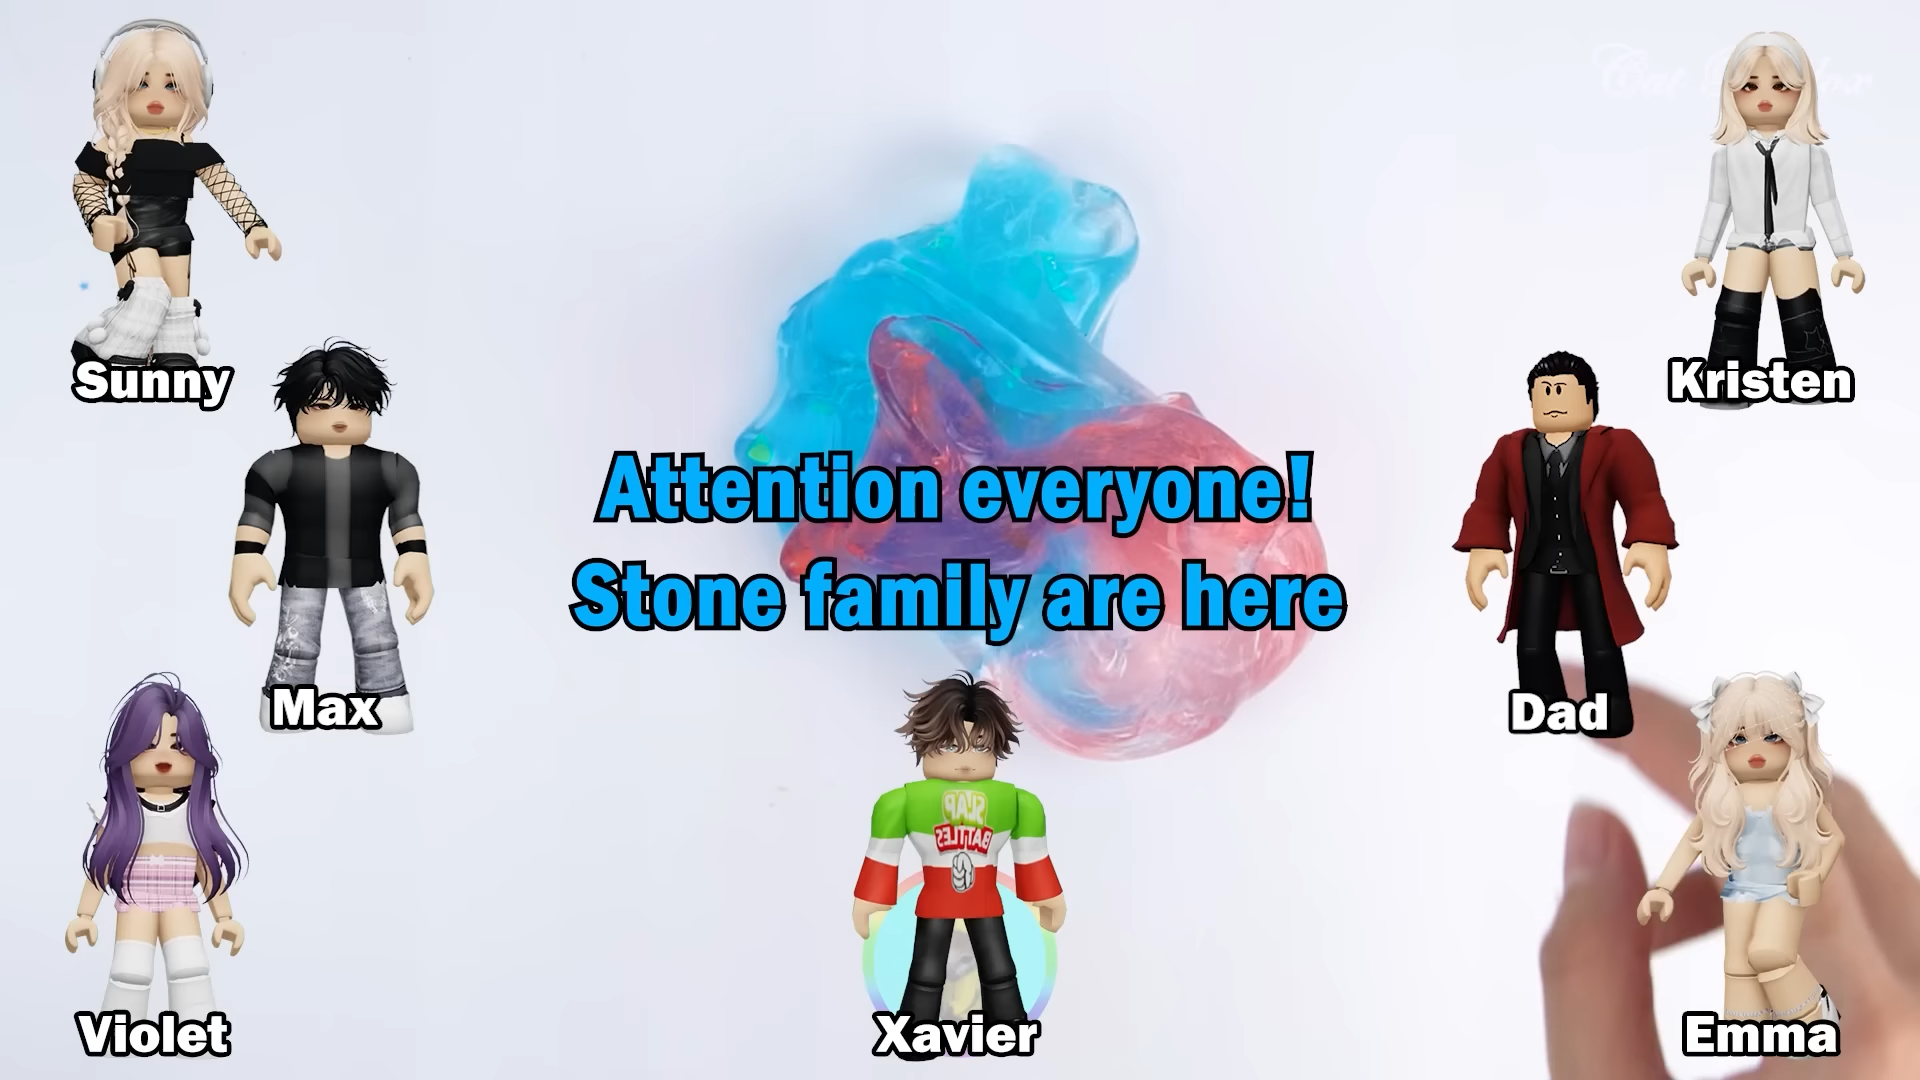 Sunny
Kristen
Max
Attention everyone!
Stone family are here
Dad
Violet
Xavier
Emma